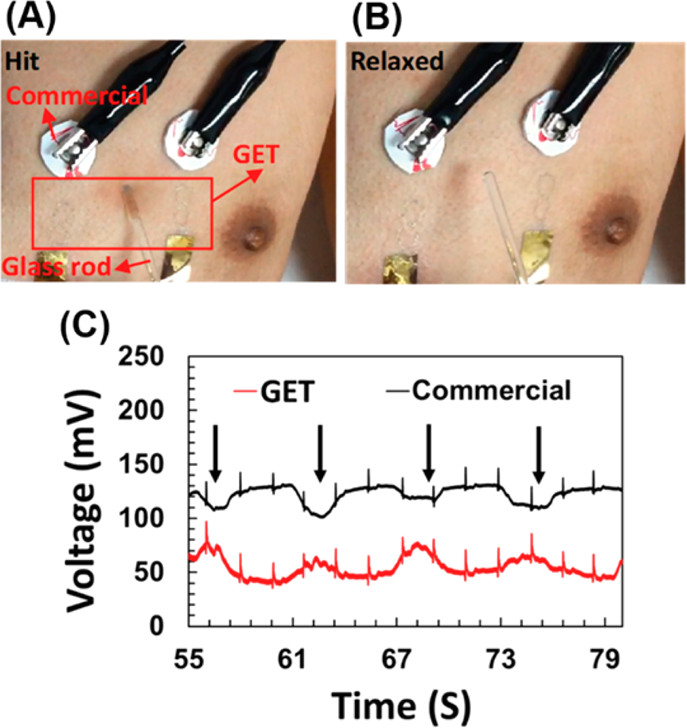 (A)
(B)
Hit
Relaxed
Commercial
GET
Glass rod
(C)
250
200
150
100
50
0
GET
Commercial
Voltage (mV)
55
61
67
73
79
Time (S)